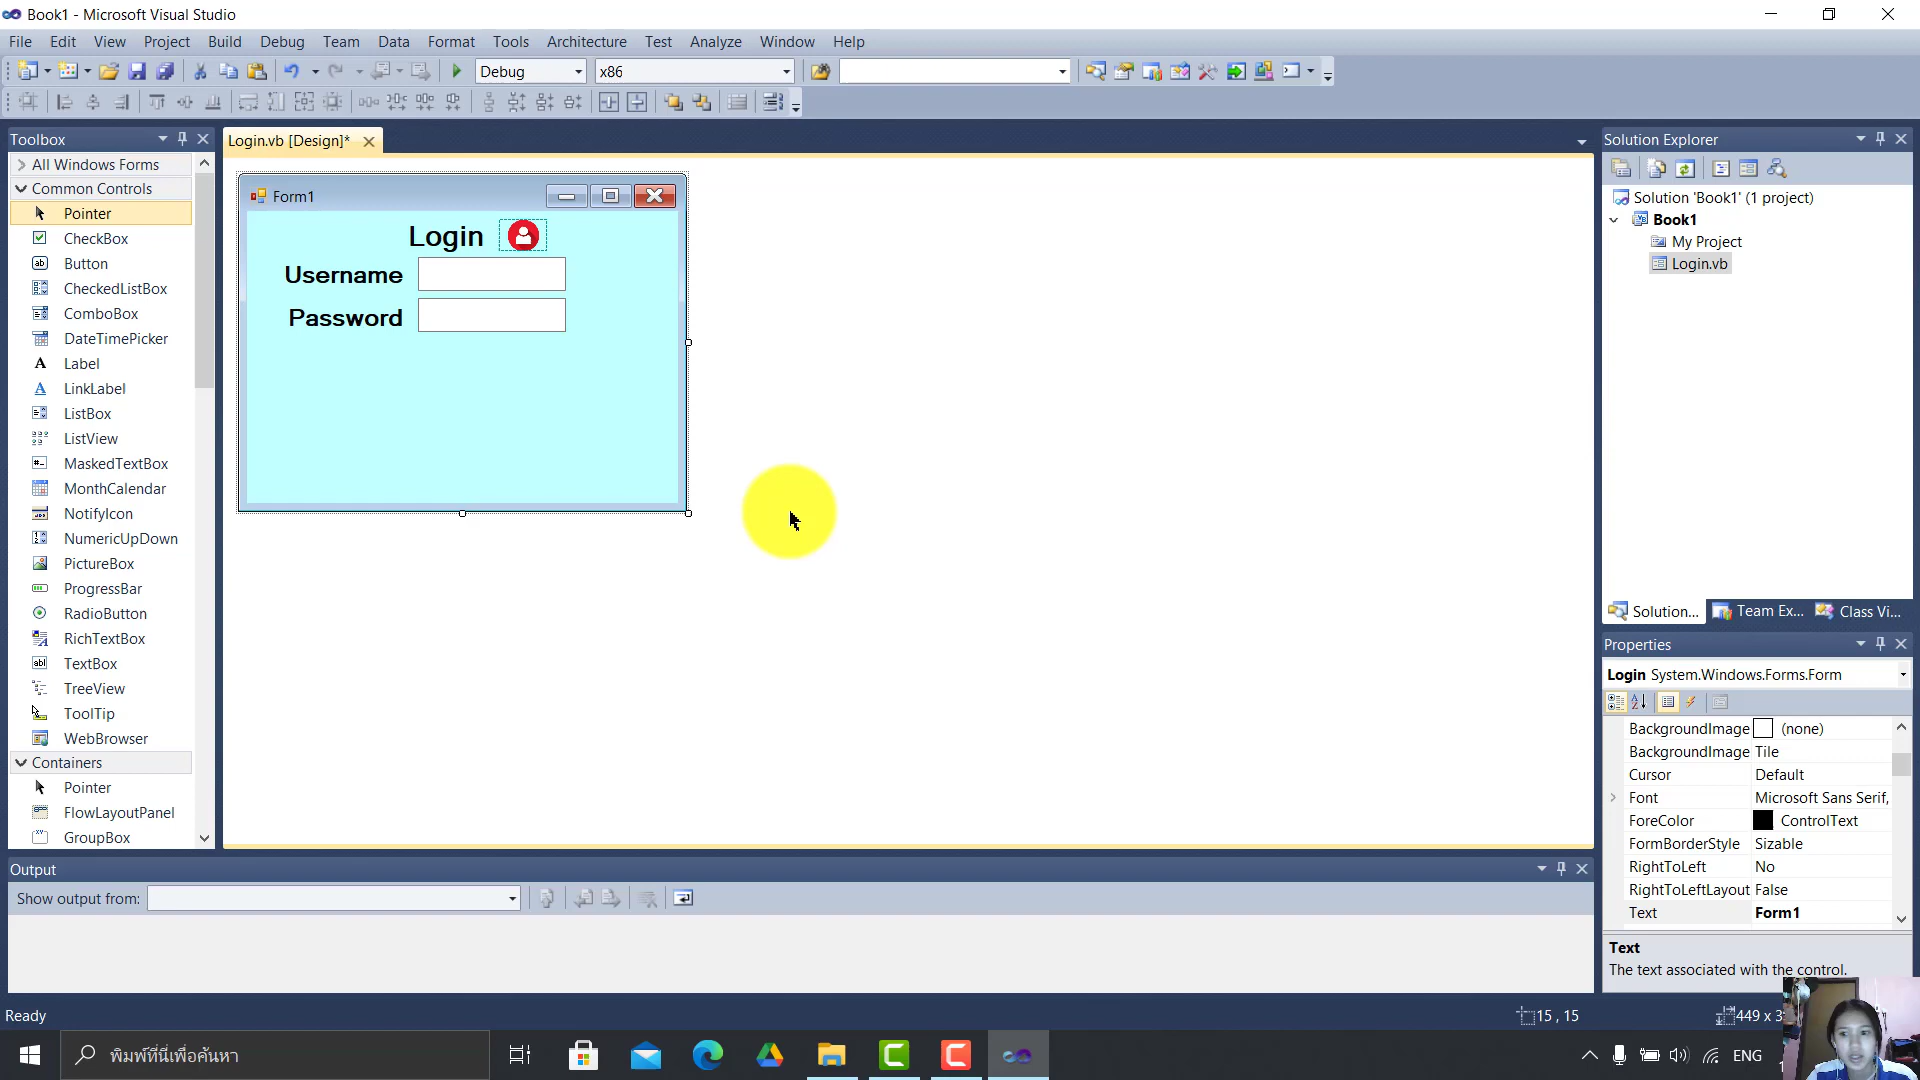 Book1 - Microsoft Visual Studio
File Edit View Project Build Debug Team Data Format Tools Architecture Test Analyze Window Help
Debug x86
Toolbox
All Windows Forms
Common Controls
Pointer
CheckBox
Button
CheckedListBox
ComboBox
DateTimePicker
Label
LinkLabel
ListBox
ListView
MaskedTextBox
MonthCalendar
NotifyIcon
NumericUpDown
PictureBox
ProgressBar
RadioButton
RichTextBox
TextBox
TreeView
ToolTip
WebBrowser
Containers
Pointer
FlowLayoutPanel
GroupBox
Login.vb [Design]*
Form1
Login
Username
Password
Solution Explorer
Solution 'Book1' (1 project)
Book1
My Project
Login.vb
Solution... Team Ex... Class Vi...
Properties
Login System.Windows.Forms.Form
BackgroundImage (none)
BackgroundImage Tile
Cursor Default
Font Microsoft Sans Serif,
ForeColor ControlText
FormBorderStyle Sizable
RightToLeft No
RightToLeftLayout False
Text Form1
Text
The text associated with the control.
Output
Show output from:
Ready 15 , 15 449 x 3
พิมพ์ที่นี่เพื่อค้นหา
ENG